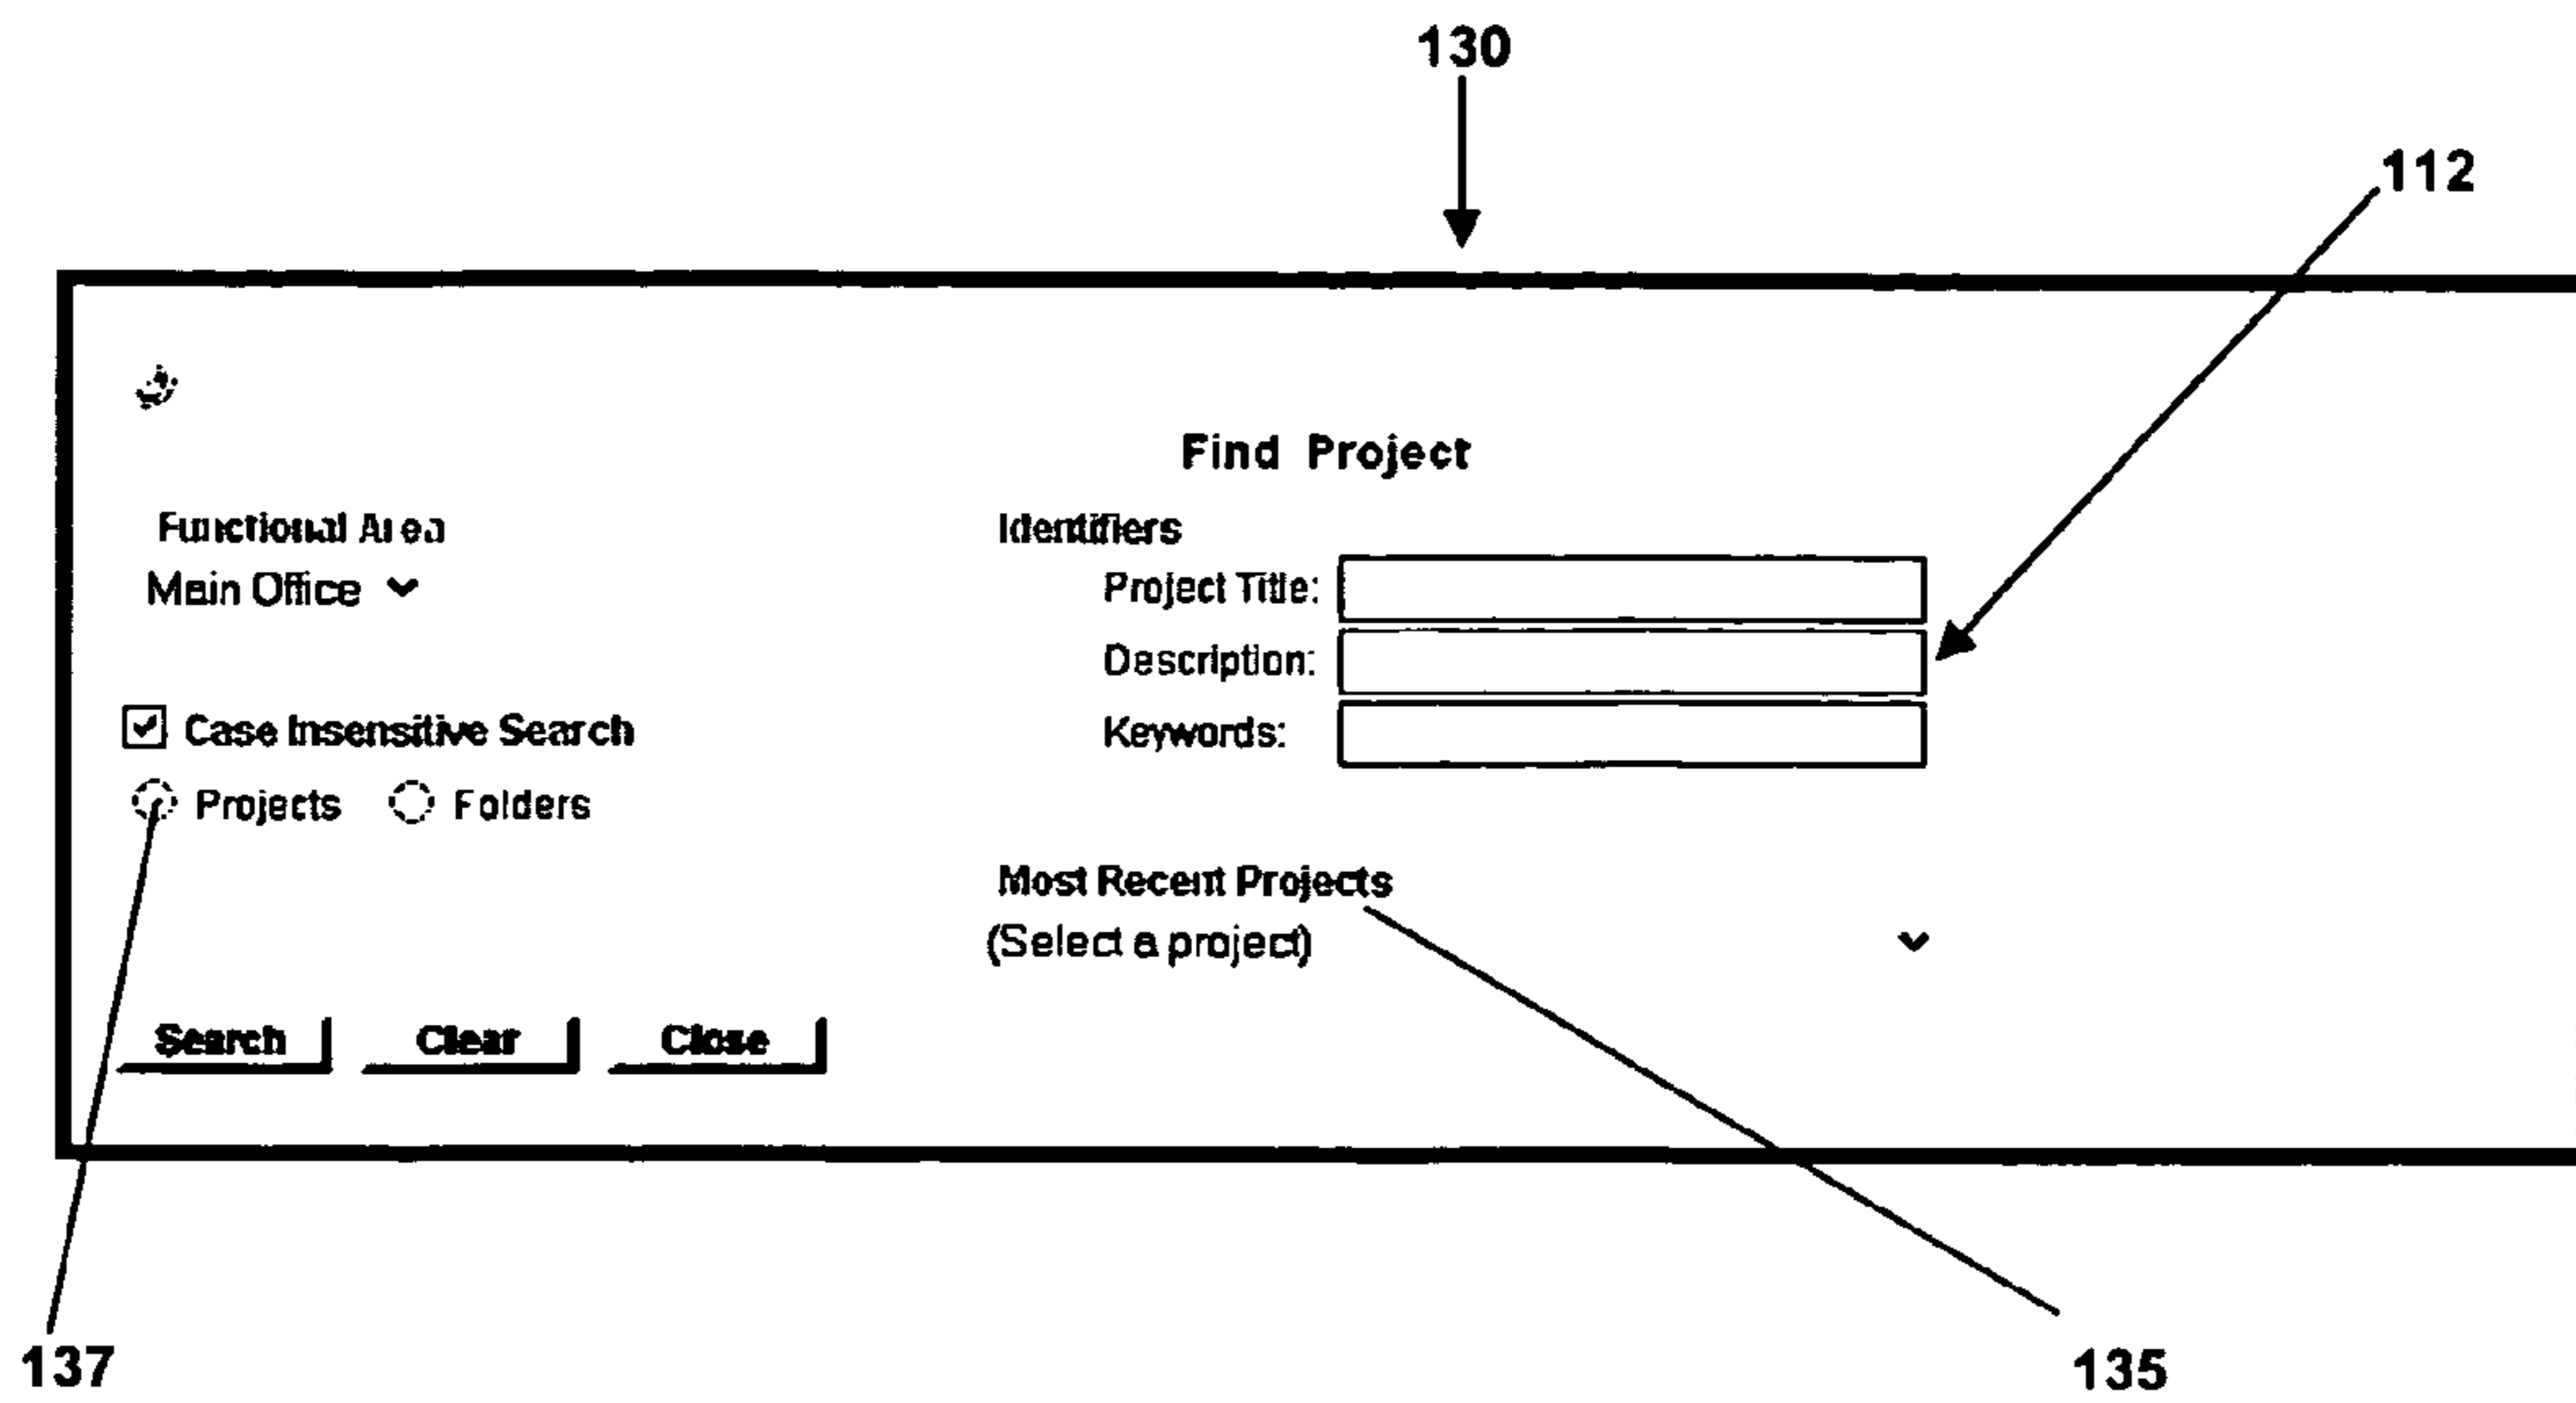 130
112
Find Project
Functional Area
Main Office
Identifiers
Project Title:
Description:
Keywords:
Case Insensitive Search
Projects Folders
Most Recent Projects
(Select a project)
Search Clear Close
137
135